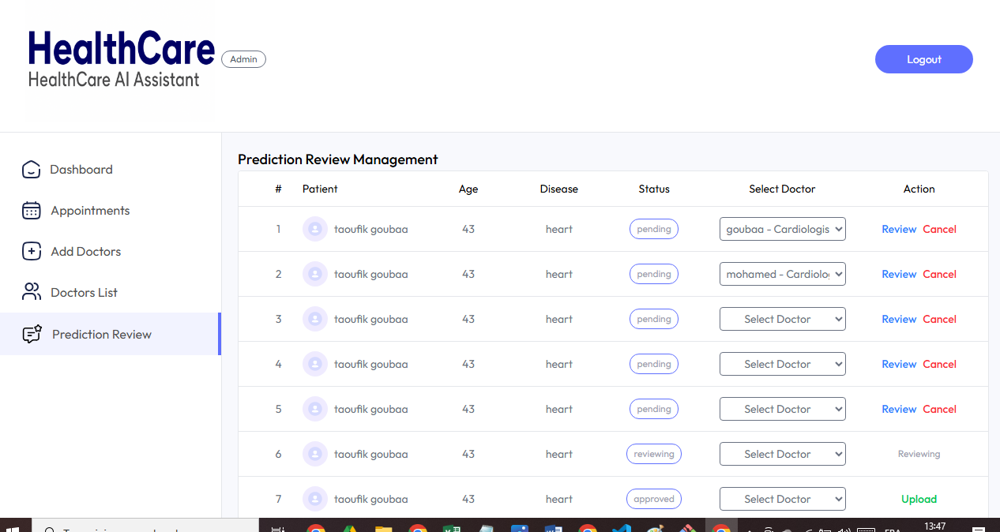 HealthCare
HealthCare AI Assistant
Admin
Logout
Dashboard
Appointments
Add Doctors
Doctors List
Prediction Review
Prediction Review Management
# Patient Age Disease Status Select Doctor Action
1 taoufik goubaa 43 heart pending goubaa - Cardiologis Review Cancel
2 taoufik goubaa 43 heart pending mohamed - Cardiolog Review Cancel
3 taoufik goubaa 43 heart pending Select Doctor Review Cancel
4 taoufik goubaa 43 heart pending Select Doctor Review Cancel
5 taoufik goubaa 43 heart pending Select Doctor Review Cancel
6 taoufik goubaa 43 heart reviewing Select Doctor Reviewing
7 taoufik goubaa 43 heart approved Select Doctor Upload
13:47
FRA